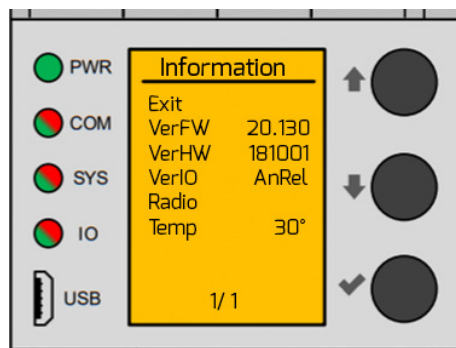 PWR
COM
SYS
IO
USB
Information
Exit
VerFW 20.130
VerHW 181001
VerIO AnRel
Radio
Temp 30°
1/1